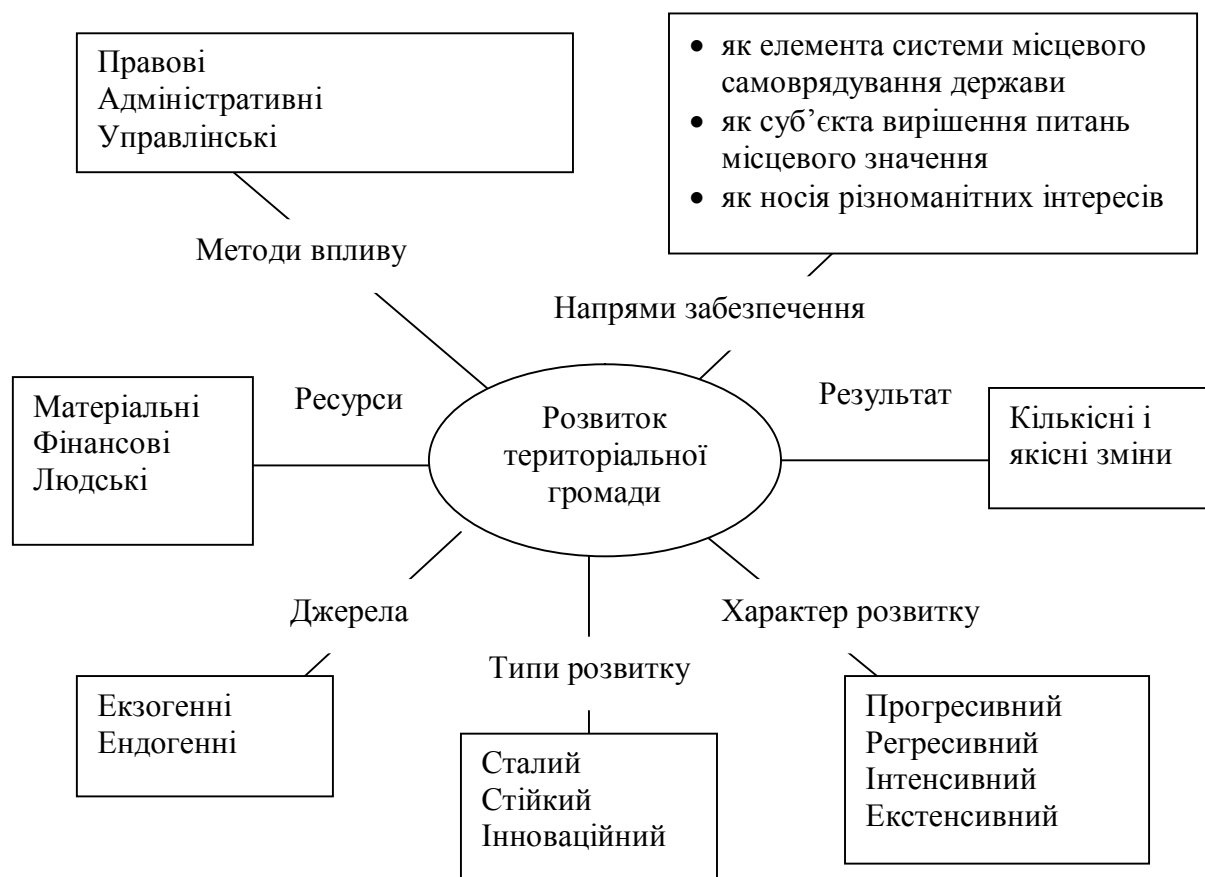 Правові
Адміністративні
Управлінські
• як елемента системи місцевого
самоврядування держави
• як суб’єкта вирішення питань
місцевого значення
• як носія різноманітних інтересів
Методи впливу
Напрями забезпечення
Матеріальні
Фінансові
Людські
Ресурси
Розвиток
територіальної
громади
Результат
Кількісні і
якісні зміни
Джерела
Характер розвитку
Типи розвитку
Екзогенні
Ендогенні
Сталий
Стійкий
Інноваційний
Прогресивний
Регресивний
Інтенсивний
Екстенсивний